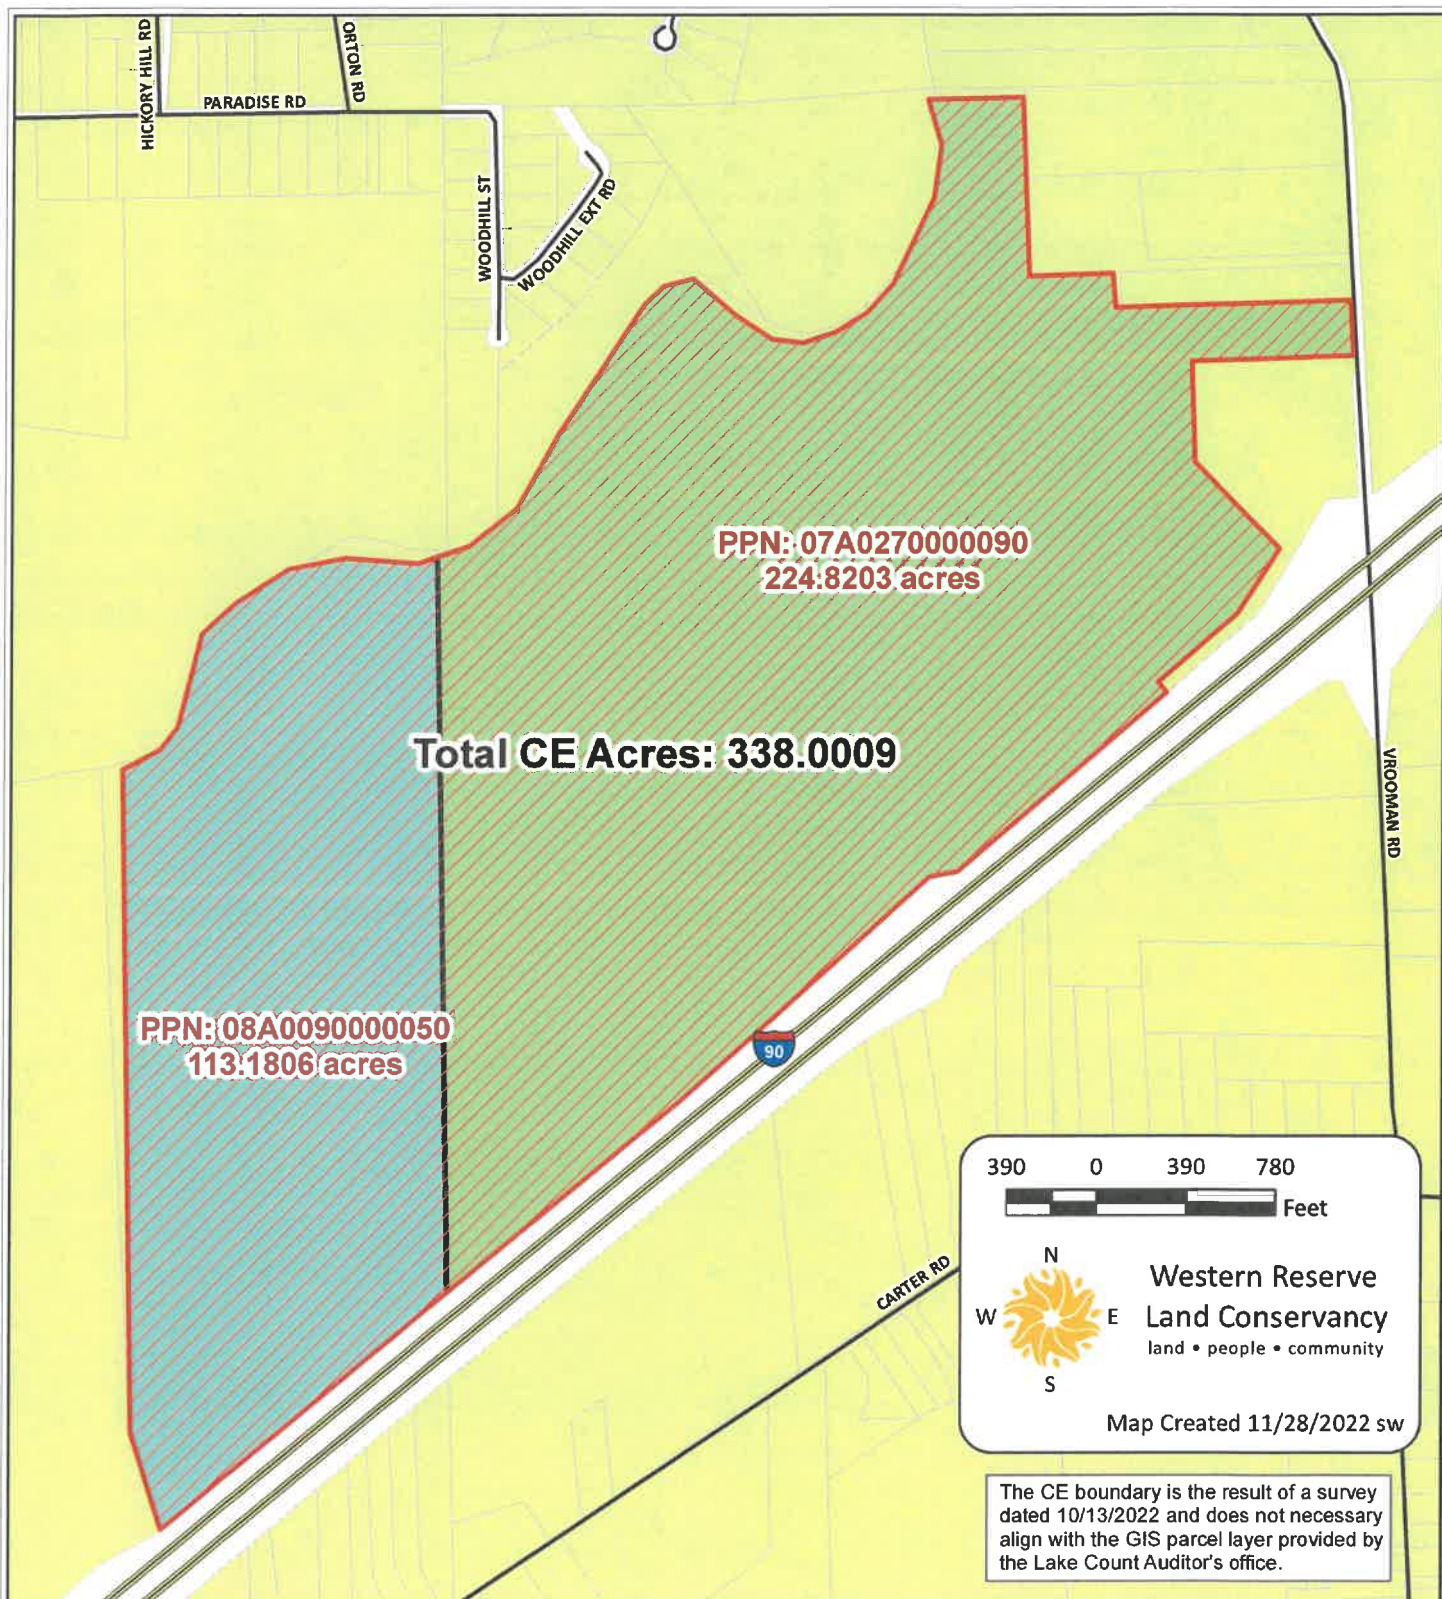 HICKORY HILL RD
ORTON RD
PARADISE RD
WOODHILL ST
WOODHILL EXT RD
PPN: 07A0270000090
224.8203 acres
Total CE Acres: 338.0009
VROOMAN RD
PPN: 08A0090000050
113.1806 acres
90
CARTER RD
390 0 390 780
Feet
N
W E
S
Western Reserve
Land Conservancy
land • people • community
Map Created 11/28/2022 sw
The CE boundary is the result of a survey
dated 10/13/2022 and does not necessary
align with the GIS parcel layer provided by
the Lake Count Auditor's office.